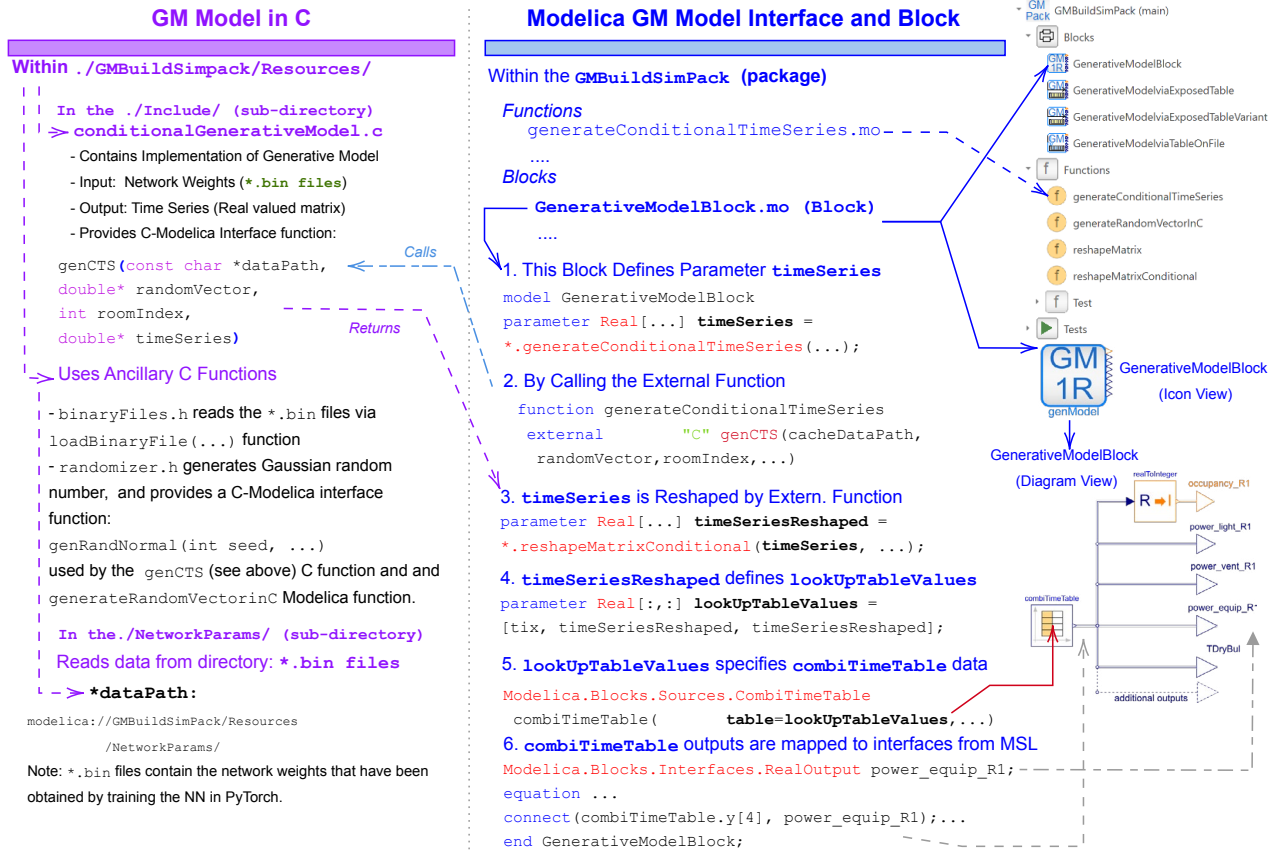 GM Model in C
Within ./GMBuildSimpack/Resources/
In the ./Include/ (sub-directory)
conditionalGenerativeModel.c
- Contains Implementation of Generative Model
- Input: Network Weights (*.bin files)
- Output: Time Series (Real valued matrix)
- Provides C-Modelica Interface function:
genCTS(const char *dataPath,
double* randomVector,
int roomIndex,
double* timeSeries)
Calls
Returns
Uses Ancillary C Functions
- binaryFiles.h reads the *.bin files via
loadBinaryFile(...) function
- randomizer.h generates Gaussian random
number, and provides a C-Modelica interface
function:
genRandNormal(int seed, ...)
used by the genCTS (see above) C function and and
generateRandomVectorinC Modelica function.
In the./NetworkParams/ (sub-directory)
Reads data from directory: *.bin files
*dataPath:
modelica://GMBuildSimPack/Resources
/NetworkParams/
Note: *.bin files contain the network weights that have been
obtained by training the NN in PyTorch.
Modelica GM Model Interface and Block
Within the GMBuildSimPack (package)
Functions
generateConditionalTimeSeries.mo
....
Blocks
GenerativeModelBlock.mo (Block)
....
1. This Block Defines Parameter timeSeries
model GenerativeModelBlock
parameter Real[...] timeSeries =
*.generateConditionalTimeSeries(...);
2. By Calling the External Function
function generateConditionalTimeSeries
external "C" genCTS(cacheDataPath,
randomVector,roomIndex,...)
3. timeSeries is Reshaped by Extern. Function
parameter Real[...] timeSeriesReshaped =
*.reshapeMatrixConditional(timeSeries, ...);
4. timeSeriesReshaped defines lookUpTableValues
parameter Real[:,:] lookUpTableValues =
[tix, timeSeriesReshaped, timeSeriesReshaped];
5. lookUpTableValues specifies combiTimeTable data
Modelica.Blocks.Sources.CombiTimeTable
combiTimeTable( table=lookUpTableValues,...)
6. combiTimeTable outputs are mapped to interfaces from MSL
Modelica.Blocks.Interfaces.RealOutput power_equip_R1;
equation ...
connect(combiTimeTable.y[4], power_equip_R1);...
end GenerativeModelBlock;
GM
Pack
GMBuildSimPack (main)
Blocks
GM
1R
GenerativeModelBlock
GM
GenerativeModelviaExposedTable
GM
GenerativeModelviaExposedTableVariant
GM
GenerativeModelviaTableOnFile
f Functions
f generateConditionalTimeSeries
f generateRandomVectorInC
f reshapeMatrix
f reshapeMatrixConditional
f Test
Tests
GM
1R
genModel
GenerativeModelBlock
(Icon View)
GenerativeModelBlock
(Diagram View)
realToInteger
R I
occupancy_R1
power_light_R1
power_vent_R1
combiTimeTable
power_equip_R*
TDryBul
additional outputs